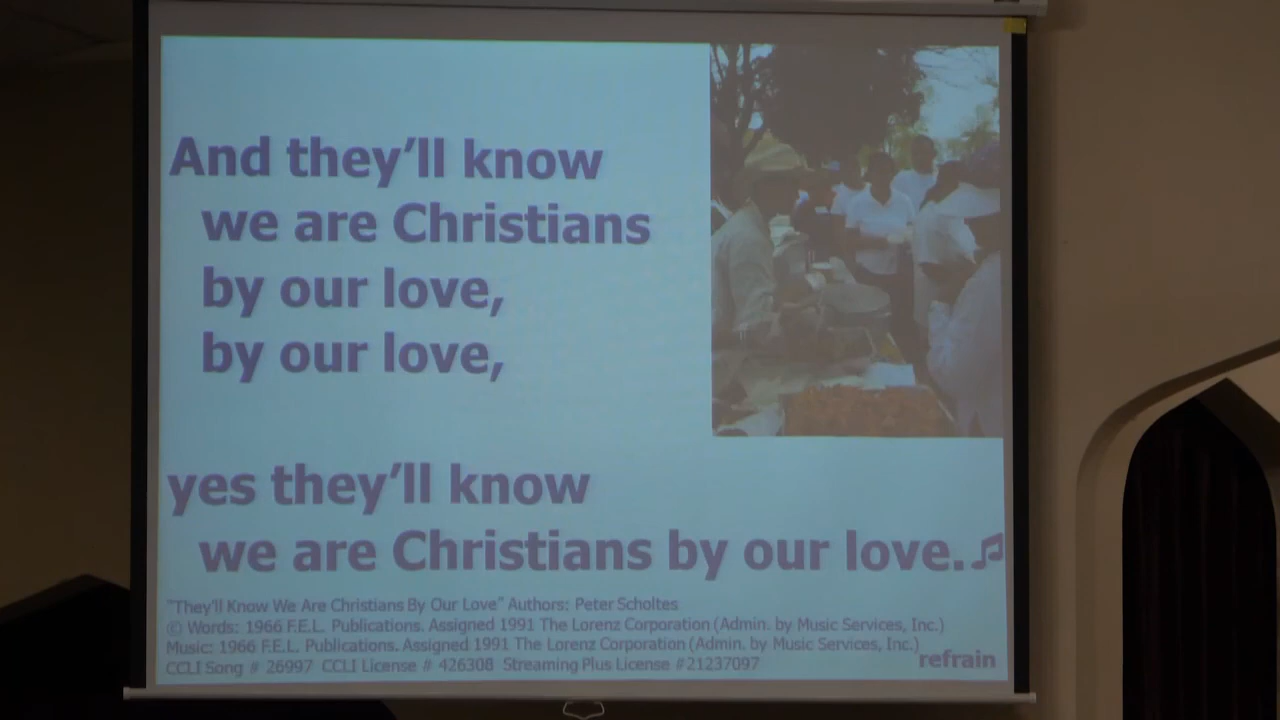 And they'll know
we are Christians
by our love,
by our love,
yes they'll know
we are Christians by our love.♫
"They'll Know We Are Christians By Our Love" Authors: Peter Scholtes
© Words: 1966 F.E.L. Publications. Assigned 1991 The Lorenz Corporation (Admin. by Music Services, Inc.)
Music: 1966 F.E.L. Publications. Assigned 1991 The Lorenz Corporation (Admin. by Music Services, Inc.)
CCLI Song # 26997 CCLI License # 426308 Streaming Plus License #21237097
refrain